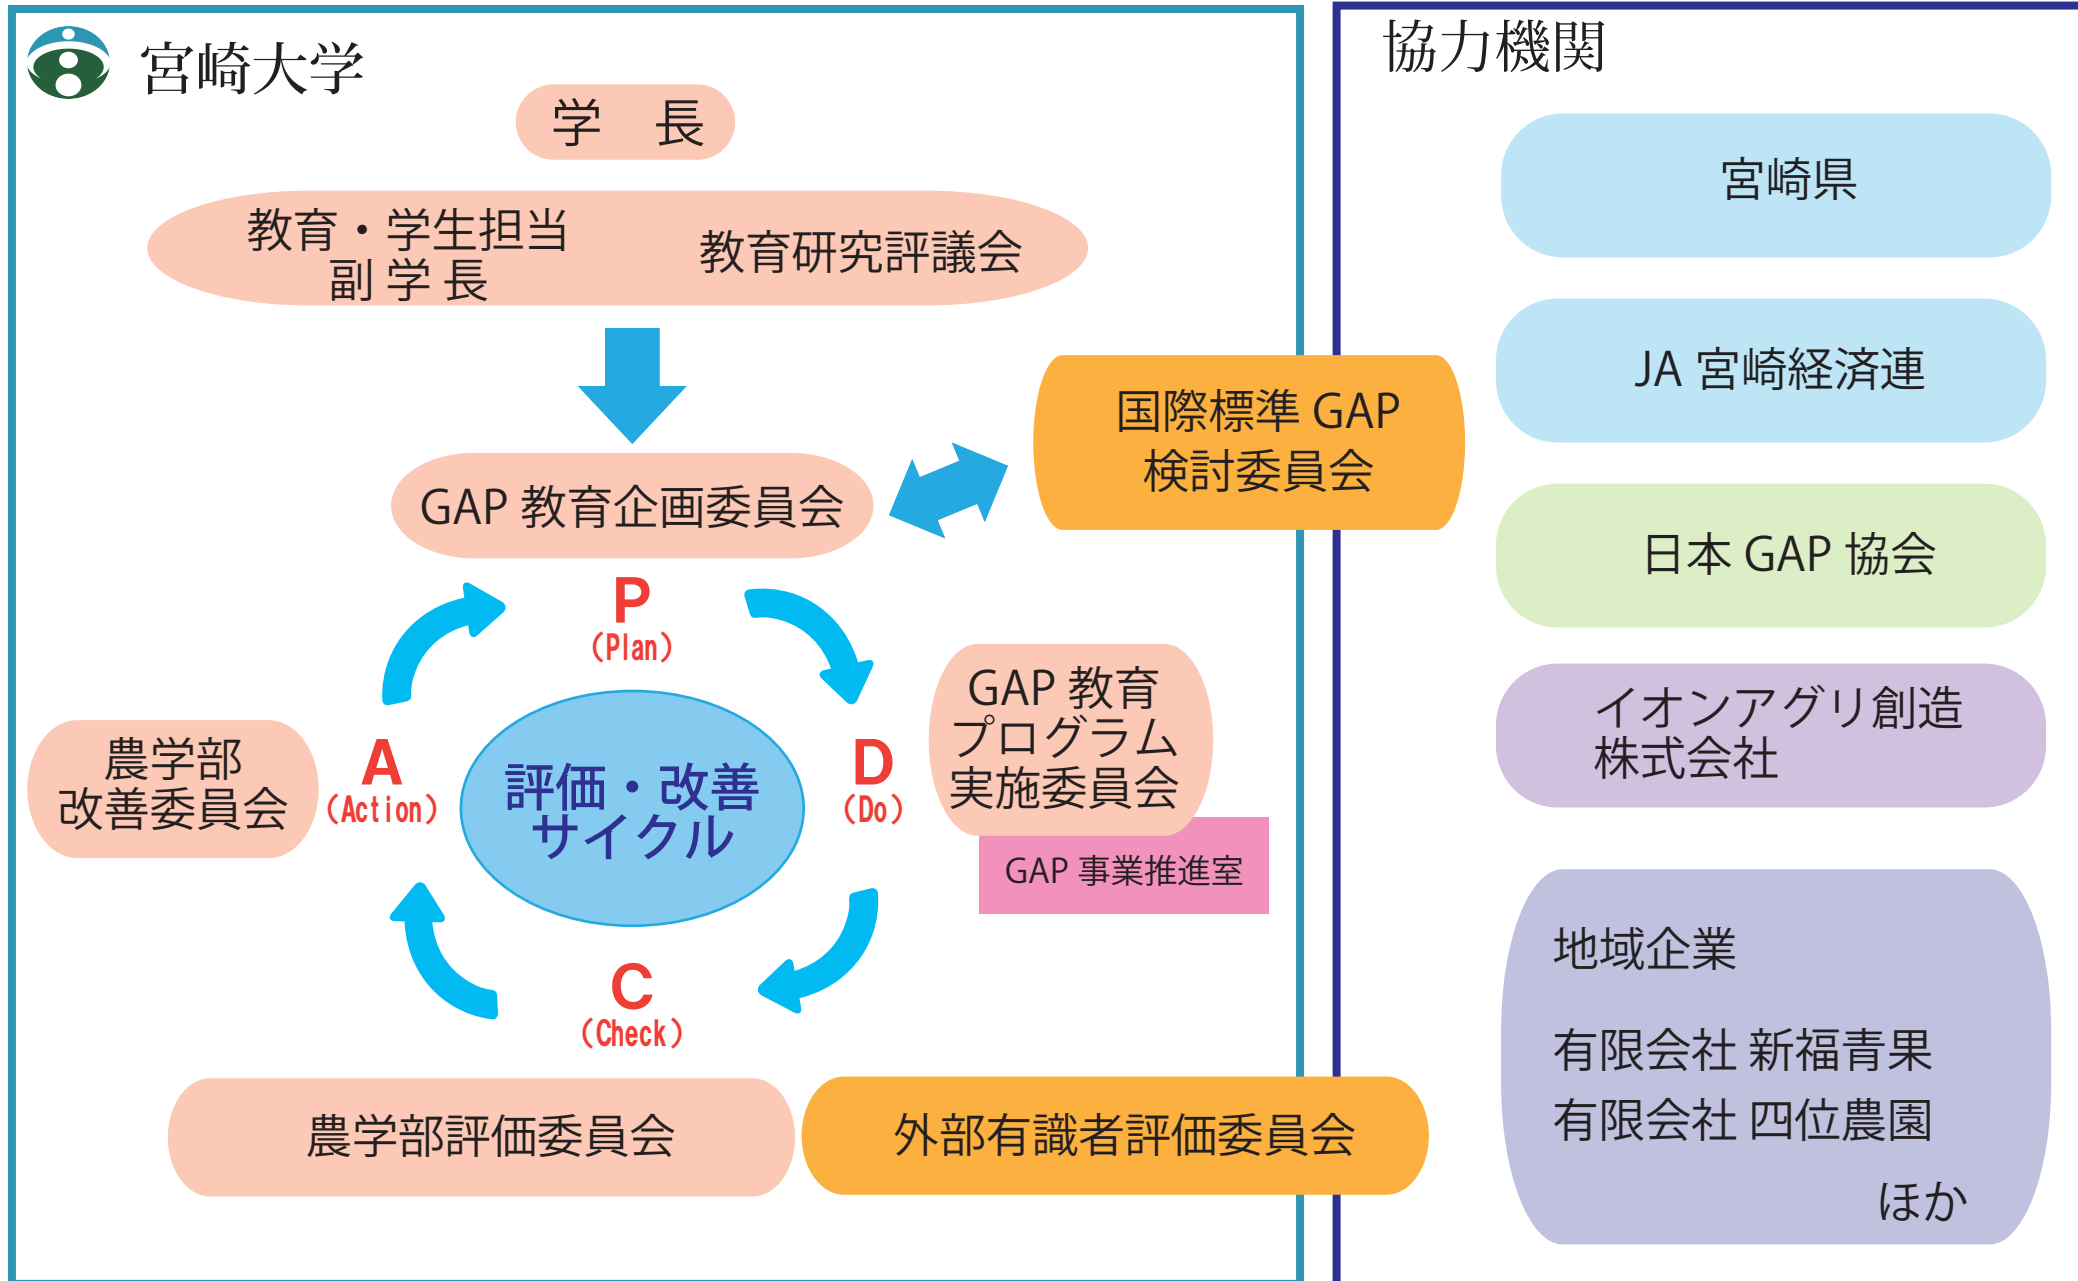 宮崎大学
学　長
教育・学生担当
副 学 長
教育研究評議会
GAP 教育企画委員会
国際標準 GAP
検討委員会
P
（Plan）
GAP 教育
プログラム
実施委員会
D
（Do）
GAP 事業推進室
農学部
改善委員会
A
（Action）
評価・改善
サイクル
C
（Check）
農学部評価委員会
外部有識者評価委員会
協力機関
宮崎県
JA 宮崎経済連
日本 GAP 協会
イオンアグリ創造
株式会社
地域企業
有限会社 新福青果
有限会社 四位農園
ほか